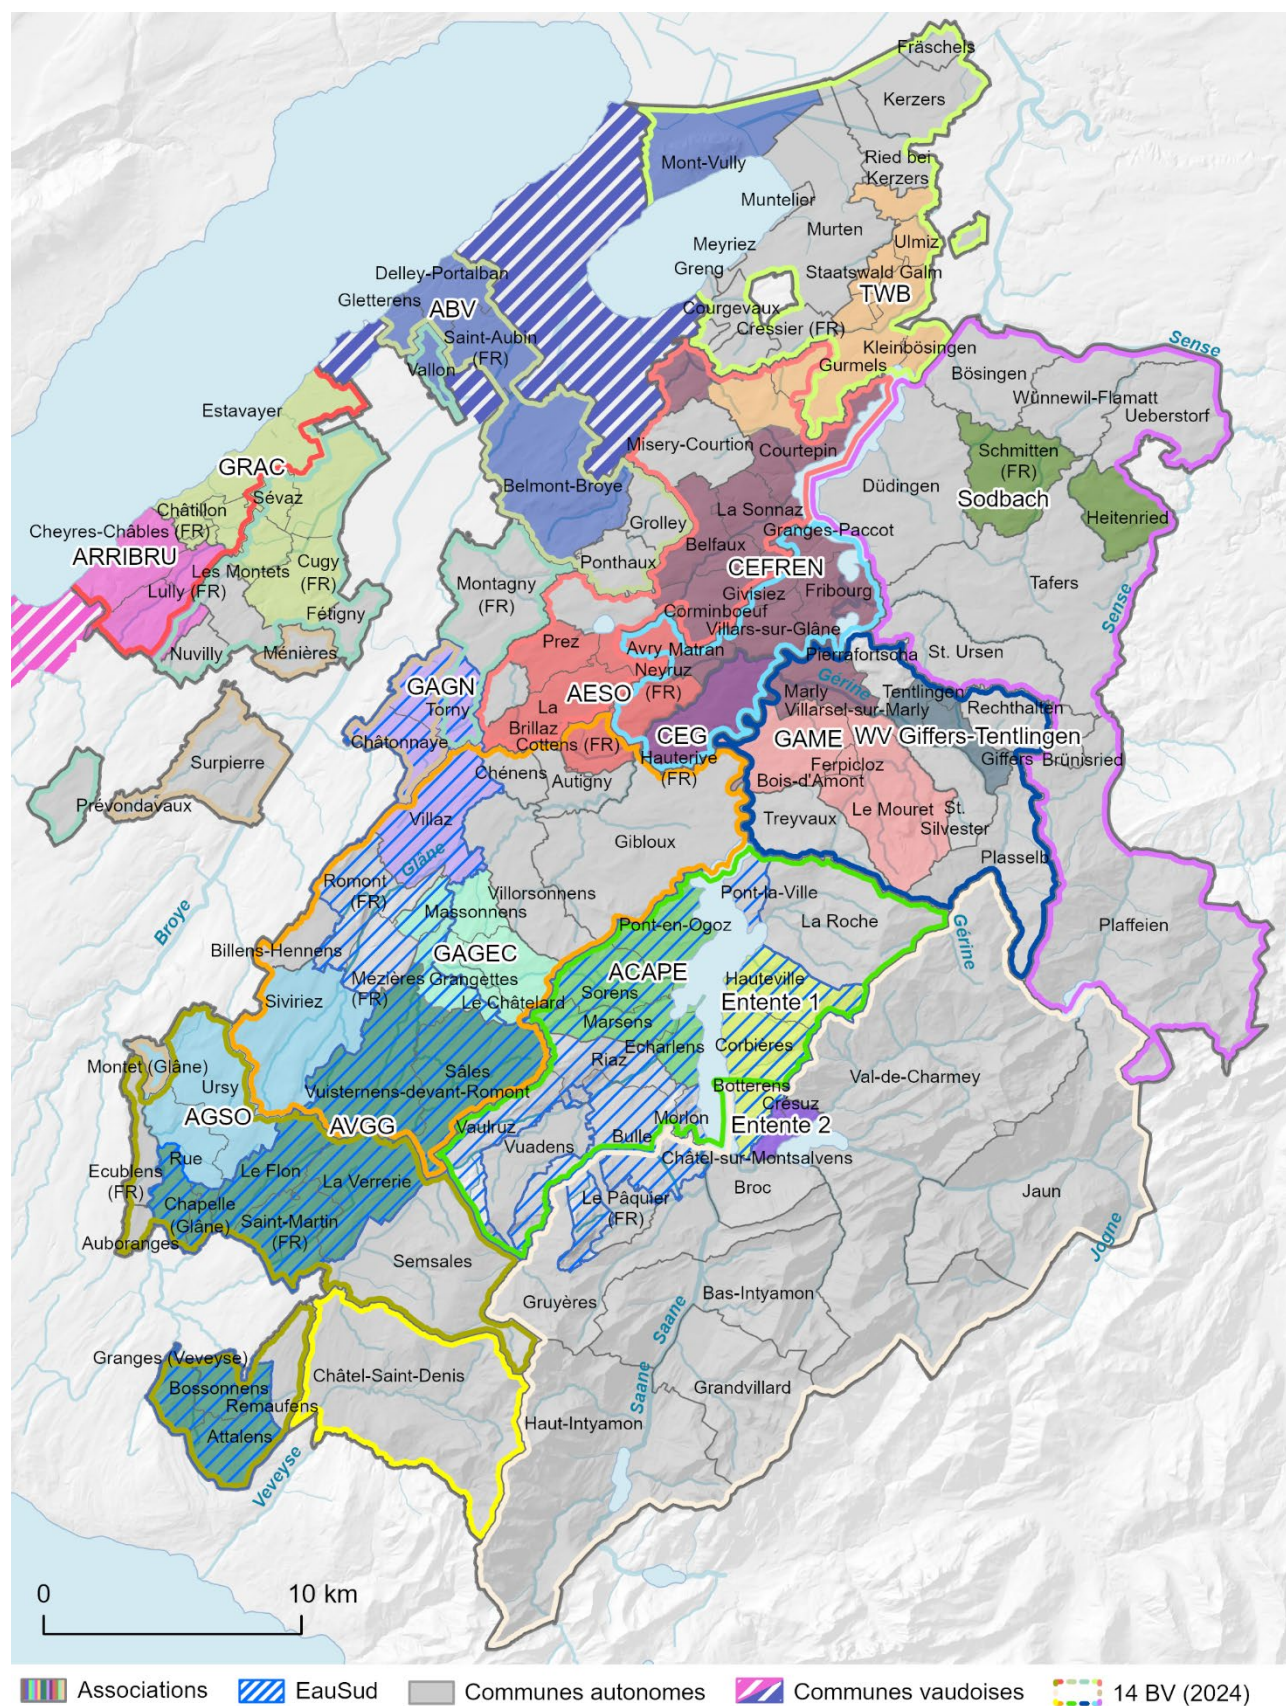 Fräschels
Kerzers
Ried bei
Kerzers
Mont-Vully
Muntelier
Murten
Ulmiz
Meyriez
Greng
Staatswald Galm
TWB
Courgevaux
Cressier (FR)
Kleinbösingen
Gurmels
Delley-Portalban
Gletterens
ABV
Saint-Aubin
(FR)
Vallon
Sense
Bösingen
Wünnewil-Flamatt
Ueberstorf
Estavayer
Misery-Courtion
Courtepin
Schmitten
(FR)
Düdingen
Sodbach
Heitenried
GRAC
Sévaz
Châtillon
(FR)
Cheyres-Châbles
ARRIBRU
Belmont-Broye
Grolley
La Sonnaz
Granges-Paccot
Belfaux
CEFREN
Ponthaux
Les Montets
Cugy
(FR)
Lully
(FR)
Fétigny
Montagny
(FR)
Givisiez
Fribourg
Corminboeuf
Villars-sur-Glâne
Tafers
Sense
Nuvilly
Ménières
Prez
Avry
Matran
Neyruz
(FR)
Pierrafortscha
St. Ursen
Gérine
Marly
Tentlingen
Rechthalten
Villarsel-sur-Marly
GAGN
Torny
AESO
La
Brillaz
Cottens (FR)
CEG
Hauterive
(FR)
GAME
WV Giffers-Tentlingen
Giffers
Brünisried
Châtonnaye
Surpierre
Prévondavaux
Chénens
Autigny
Ferpicloz
Bois-d'Amont
Le Mouret
St.
Silvester
Treyvaux
Plasselb
Villaz
Glâne
Gibloux
Romont
(FR)
Villorsonnens
Massonnens
Pont-la-Ville
La Roche
Pont-en-Ogoz
Plaffeien
Gérine
Broye
Billens-Hennens
GAGEC
ACAPE
Mezières
(FR)
Grangettes
Le Châtelard
Hauteville
Entente 1
Siviriez
Sorens
Marsens
Echarlens
Corbières
Riaz
Montet (Glâne)
Ursy
Sâles
Vuisternens-devant-Romont
Val-de-Charmey
Botterens
Crésuz
AGSO
AVGG
Morlon
Entente 2
Vaulruz
Vuadens
Bulle
Châtel-sur-Montsalvens
Rue
Ecublens
(FR)
Le Flon
La Verrerie
Le Pâquier
(FR)
Broc
Jaun
Chapelle
(Glâne)
Saint-Martin
(FR)
Auboranges
Jogne
Semsales
Gruyères
Bas-Intyamon
Saane
Granges (Veveyse)
Bossonnens
Remaufens
Attalens
Châtel-Saint-Denis
Grandvillard
Saane
Haut-Intyamon
Veveyse
0
10 km
Associations
EauSud
Communes autonomes
Communes vaudoises
14 BV (2024)